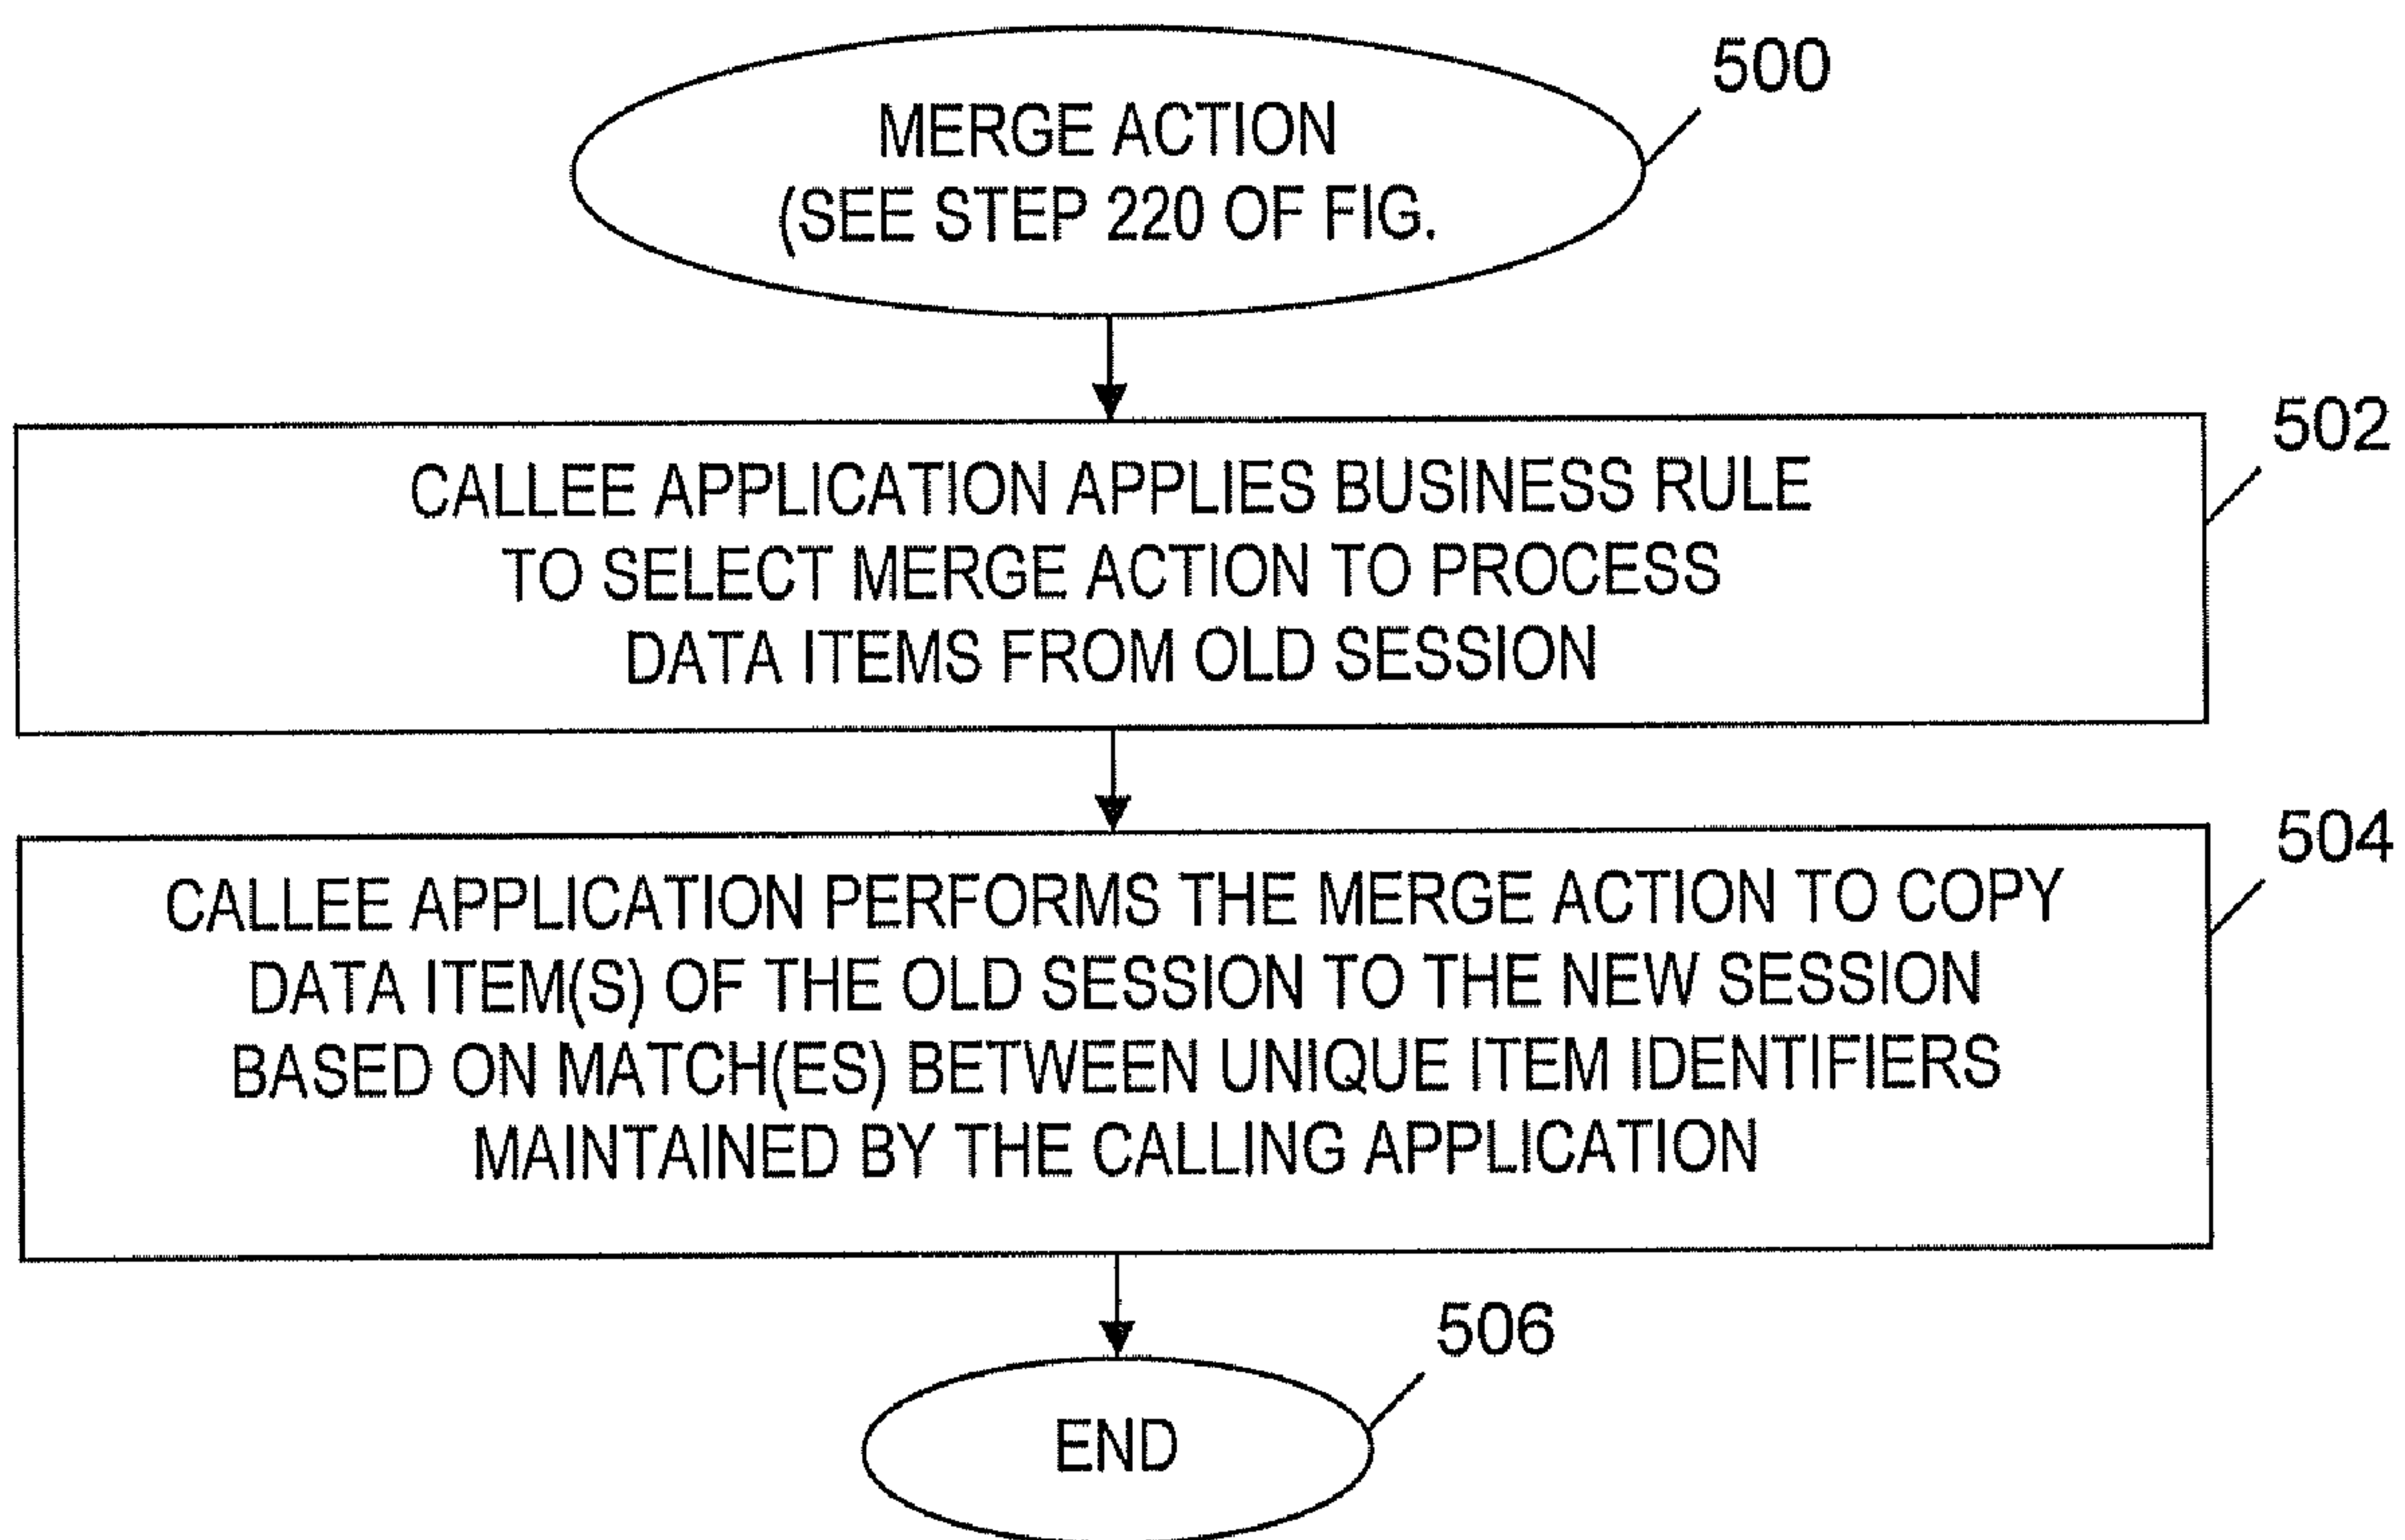 500
MERGE ACTION
(SEE STEP 220 OF FIG.
502
CALLEE APPLICATION APPLIES BUSINESS RULE
TO SELECT MERGE ACTION TO PROCESS
DATA ITEMS FROM OLD SESSION
504
CALLEE APPLICATION PERFORMS THE MERGE ACTION TO COPY
DATA ITEM(S) OF THE OLD SESSION TO THE NEW SESSION
BASED ON MATCH(ES) BETWEEN UNIQUE ITEM IDENTIFIERS
MAINTAINED BY THE CALLING APPLICATION
506
END